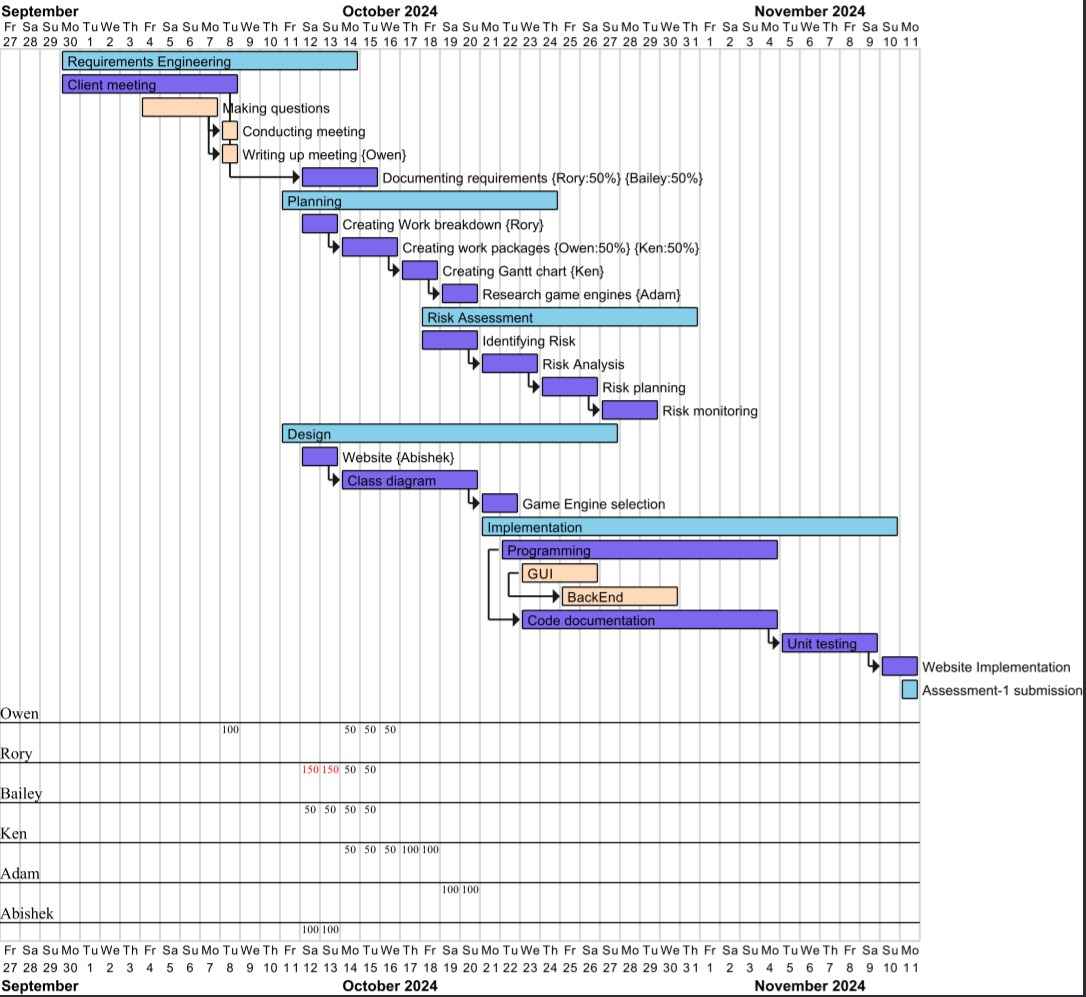 September October 2024 November 2024
Fr Sa Su Mo Tu We Th Fr Sa Su Mo Tu We Th Fr Sa Su Mo Tu We Th Fr Sa Su Mo Tu We Th Fr Sa Su Mo Tu We Th Fr Sa Su Mo Tu We Th Fr Sa Su Mo
27 28 29 30 1 2 3 4 5 6 7 8 9 10 11 12 13 14 15 16 17 18 19 20 21 22 23 24 25 26 27 28 29 30 31 1 2 3 4 5 6 7 8 9 10 11
Requirements Engineering
Client meeting
Making questions
Conducting meeting
Writing up meeting {Owen}
Documenting requirements {Rory:50%} {Bailey:50%}
Planning
Creating Work breakdown {Rory}
Creating work packages {Owen:50%} {Ken:50%}
Creating Gantt chart {Ken}
Research game engines {Adam}
Risk Assessment
Identifying Risk
Risk Analysis
Risk planning
Risk monitoring
Design
Website {Abishek}
Class diagram
Game Engine selection
Implementation
Programming
GUI
BackEnd
Code documentation
Unit testing
Website Implementation
Assessment-1 submission
Owen
100 50 50 50
Rory
150 150 50 50
Bailey
50 50 50 50
Ken
50 50 50 100 100
Adam
100 100
Abishek
100 100
Fr Sa Su Mo Tu We Th Fr Sa Su Mo Tu We Th Fr Sa Su Mo Tu We Th Fr Sa Su Mo Tu We Th Fr Sa Su Mo Tu We Th Fr Sa Su Mo Tu We Th Fr Sa Su Mo
27 28 29 30 1 2 3 4 5 6 7 8 9 10 11 12 13 14 15 16 17 18 19 20 21 22 23 24 25 26 27 28 29 30 31 1 2 3 4 5 6 7 8 9 10 11
September October 2024 November 2024